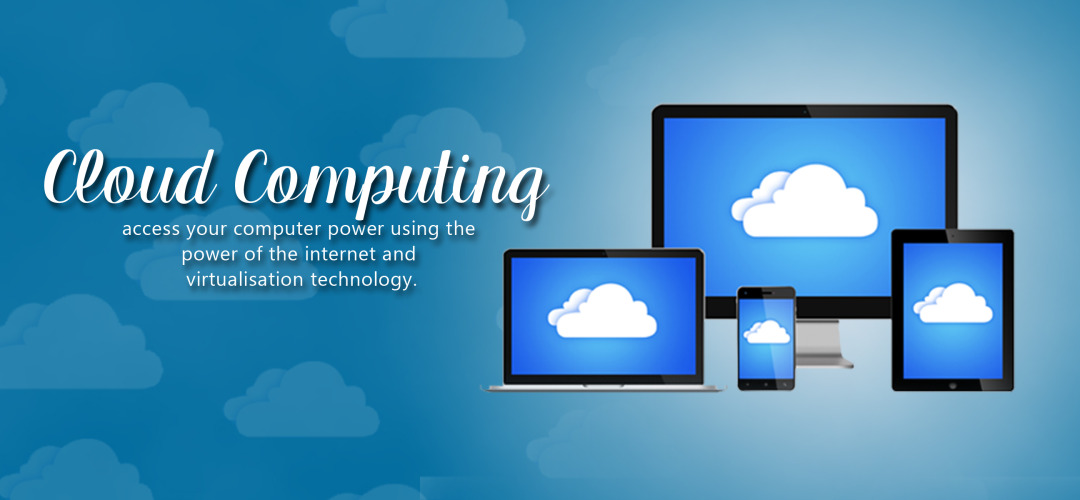 Cloud Computing
access your computer power using the
power of the internet and
virtualisation technology.